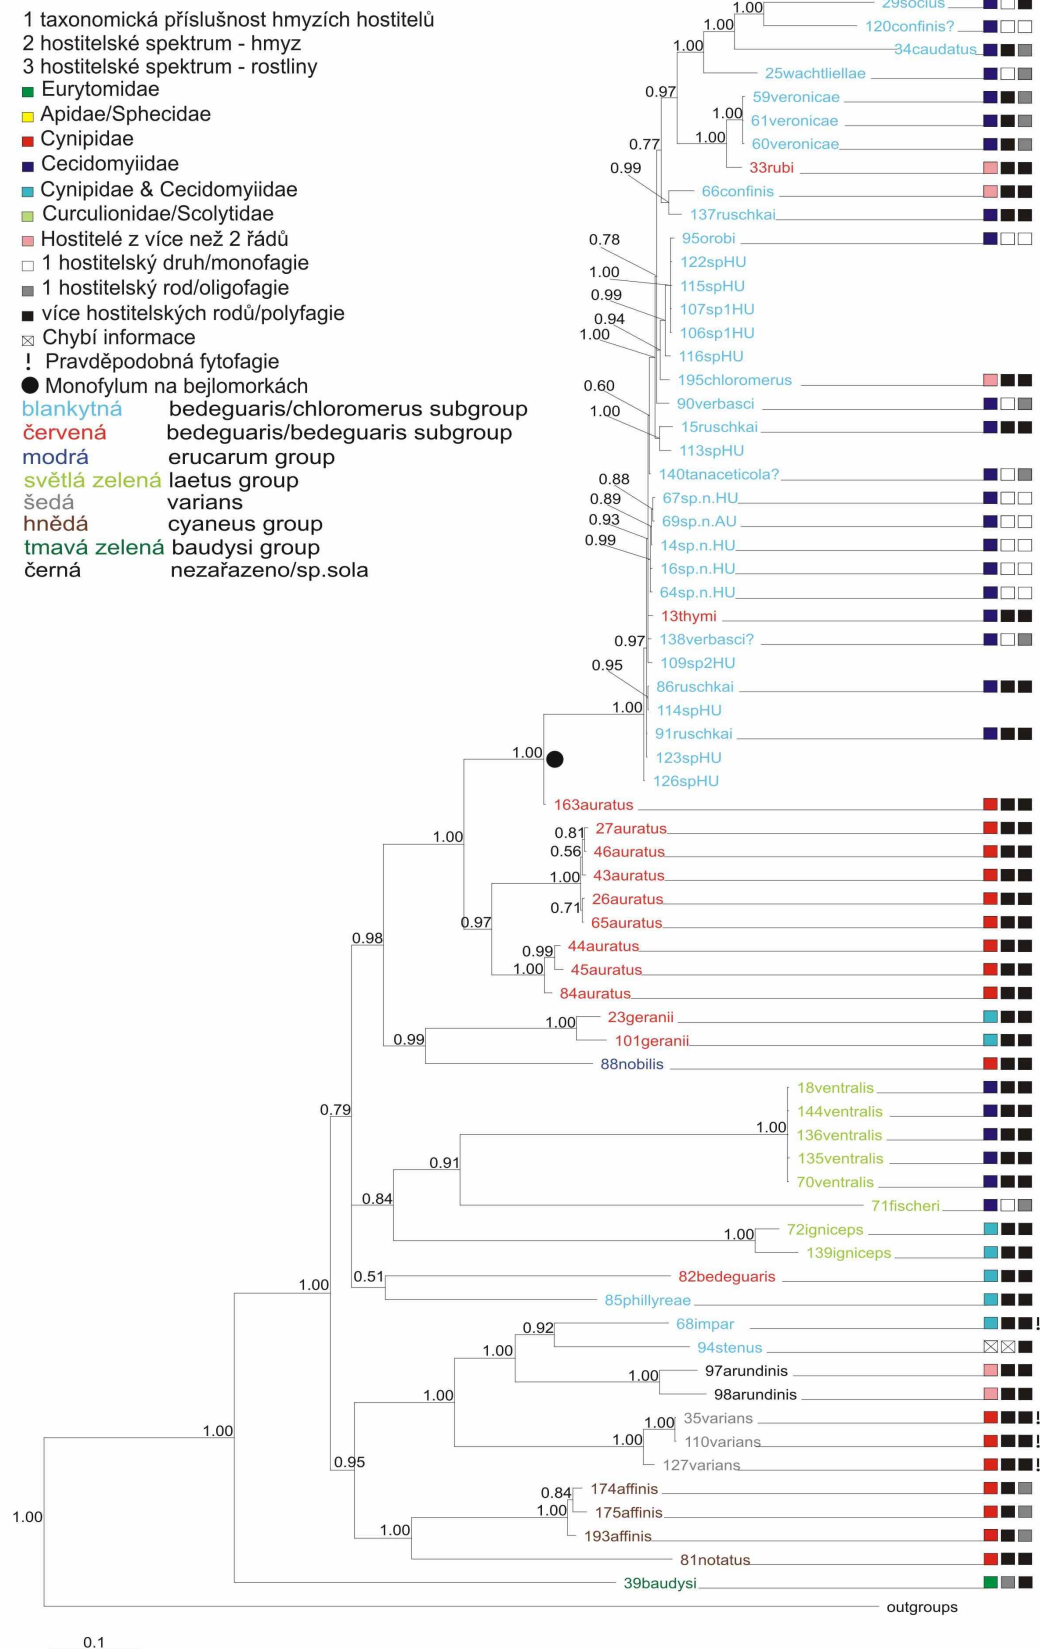 1 taxonomická příslušnost hmyzích hostitelů
2 hostitelské spektrum - hmyz
3 hostitelské spektrum - rostliny
Eurytomidae
Apidae/Sphecidae
Cynipidae
Cecidomyiidae
Cynipidae & Cecidomyiidae
Curculionidae/Scolytidae
Hostitelé z více než 2 řádů
1 hostitelský druh/monofagie
1 hostitelský rod/oligofagie
více hostitelských rodů/polyfagie
Chybí informace
! Pravděpodobná fytofagie
Monofylum na bejlomorkách
blankytná bedeguaris/chloromerus subgroup
červená bedeguaris/bedeguaris subgroup
modrá erucarum group
světlá zelená laetus group
šedá varians
hnědá cyaneus group
tmavá zelená baudysi group
černá nezařazeno/sp.sola
29socius
1.00
120confinis?
1.00
34caudatus
1.00
25wachtliellae
0.97
59veronicae
1.00
61veronicae
1.00
60veronicae
0.77
33rubi
0.99
66confinis
137ruschkai
95orobi
0.78
122spHU
1.00
115spHU
0.99
107sp1HU
0.94
106sp1HU
1.00
116spHU
195chloromerus
0.60
90verbasci
1.00
15ruschkai
113spHU
140tanaceticola?
0.88
67sp.n.HU
0.89
69sp.n.AU
0.93
14sp.n.HU
0.99
16sp.n.HU
64sp.n.HU
13thymi
0.97
138verbasci?
0.95
109sp2HU
86ruschkai
1.00
114spHU
91ruschkai
1.00
123spHU
126spHU
163auratus
0.81
27auratus
1.00
0.56
46auratus
1.00
43auratus
0.71
26auratus
0.97
65auratus
0.98
0.99
44auratus
1.00
45auratus
84auratus
1.00
23geranii
0.99
101geranii
88nobilis
18ventralis
0.79
144ventralis
1.00
136ventralis
0.91
135ventralis
70ventralis
0.84
71fischeri
1.00
72igniceps
139igniceps
0.51
82bedeguaris
1.00
85phillyreae
0.92
68impar !
1.00
94stenus
1.00
97arundinis
1.00
98arundinis
1.00
35varians !
1.00
1.00
110varians !
0.95
127varians !
0.84
174affinis
1.00
175affinis
1.00
1.00
193affinis
81notatus
39baudysi
outgroups
0.1